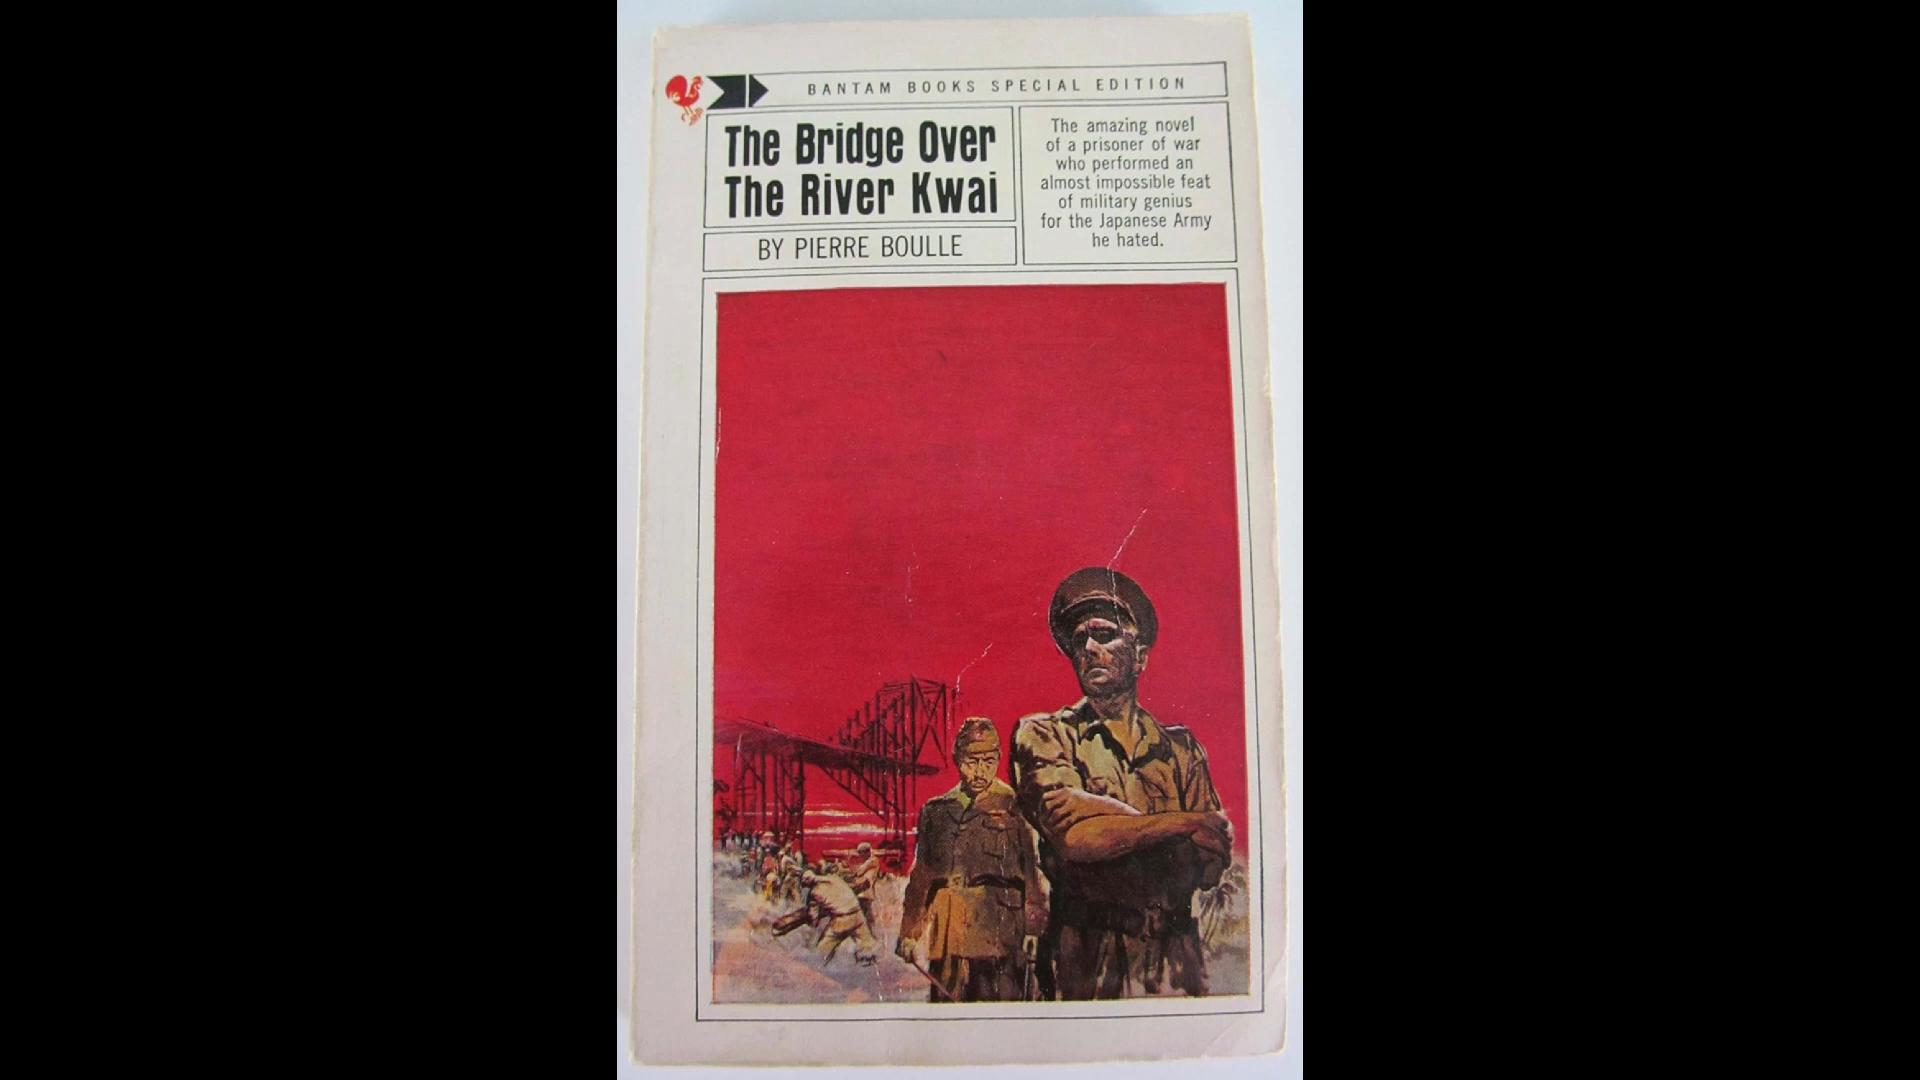 BANTAM BOOKS SPECIAL EDITION
The Bridge Over
The River Kwai
BY PIERRE BOULLE
The amazing novel
of a prisoner of war
who performed an
almost impossible feat
of military genius
for the Japanese Army
he hated.